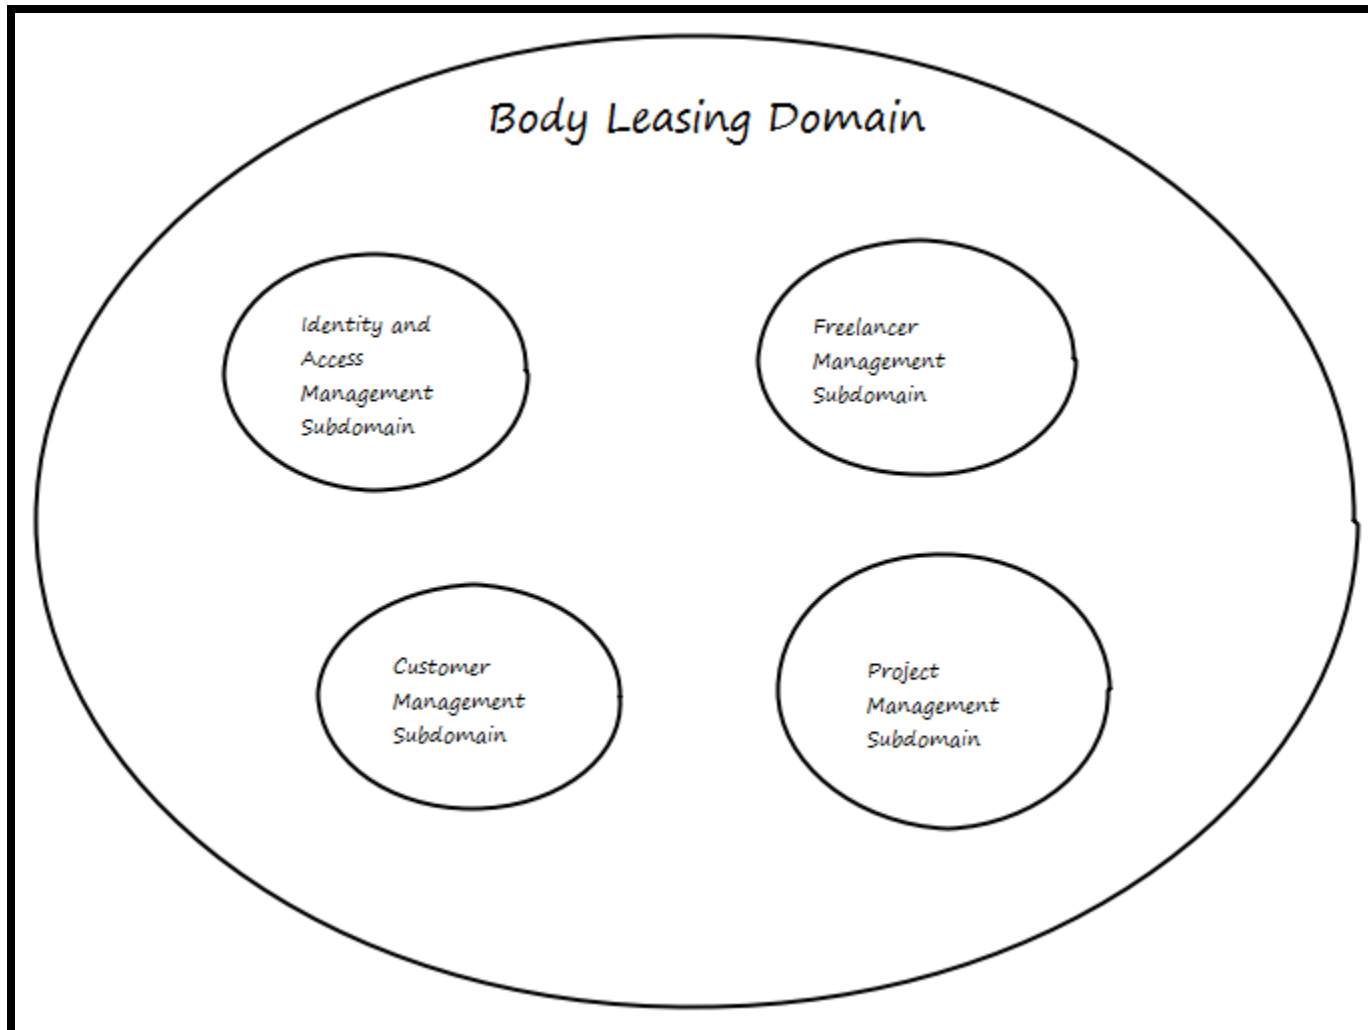 Body Leasing Domain
Identity and
Access
Management
Subdomain
Freelancer
Management
Subdomain
Customer
Management
Subdomain
Project
Management
Subdomain